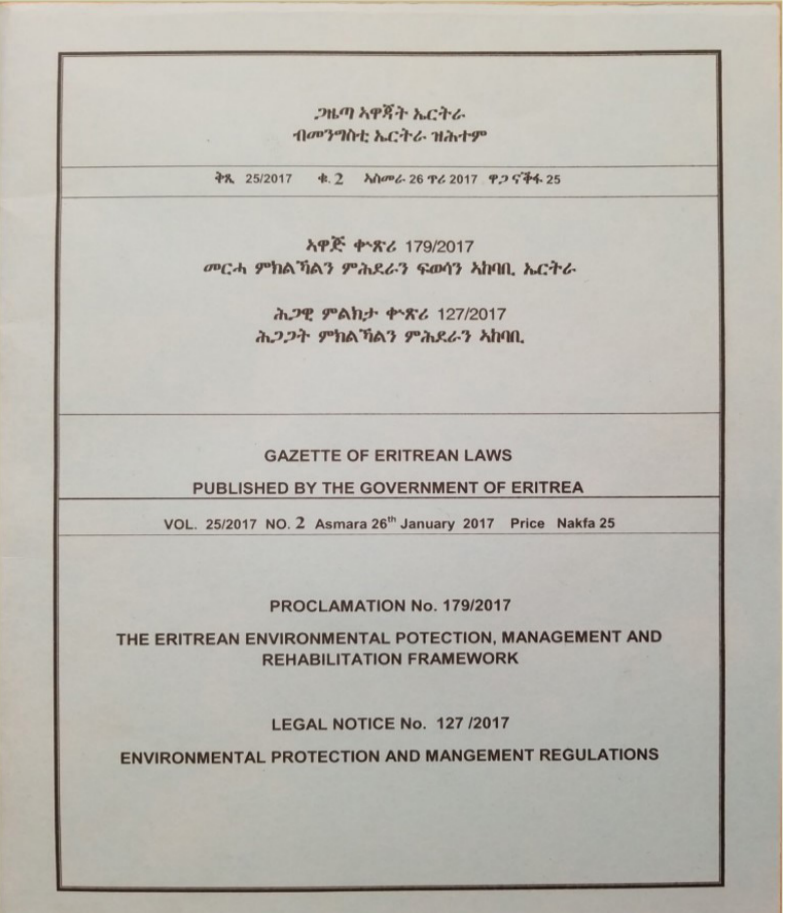 ጋዜጣ ኣዋጃት ኤርትራ
ብመንግስቲ ኤርትራ ዝሕተም
ቅጺ 25/2017 ቁ. 2 ኣስመራ 26 ጥሪ 2017 ዋጋ ናቕፋ 25
ኣዋጅ ቍጽሪ 179/2017
መርሓ ምክልኻልን ምሕደራን ፍወሳን ኣከባቢ ኤርትራ
ሕጋዊ ምልክታ ቍጽሪ 127/2017
ሕጋጋት ምክልኻልን ምሕደራን ኣከባቢ
GAZETTE OF ERITREAN LAWS
PUBLISHED BY THE GOVERNMENT OF ERITREA
VOL. 25/2017 NO. 2 Asmara 26th January 2017 Price Nakfa 25
PROCLAMATION No. 179/2017
THE ERITREAN ENVIRONMENTAL POTECTION, MANAGEMENT AND
REHABILITATION FRAMEWORK
LEGAL NOTICE No. 127 /2017
ENVIRONMENTAL PROTECTION AND MANGEMENT REGULATIONS